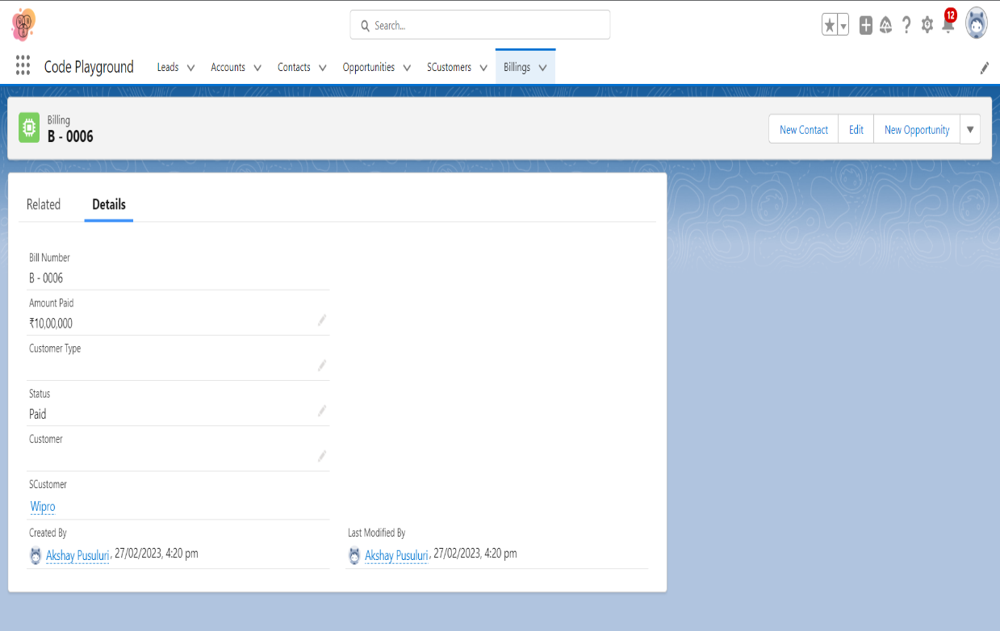 Search...
12
Code Playground Leads Accounts Contacts Opportunities SCustomers Billings
Billing
B - 0006
New Contact Edit New Opportunity
Related Details
Bill Number
B - 0006
Amount Paid
₹10,00,000
Customer Type
Status
Paid
Customer
SCustomer
Wipro
Created By
Akshay Pusuluri, 27/02/2023, 4:20 pm
Last Modified By
Akshay Pusuluri, 27/02/2023, 4:20 pm